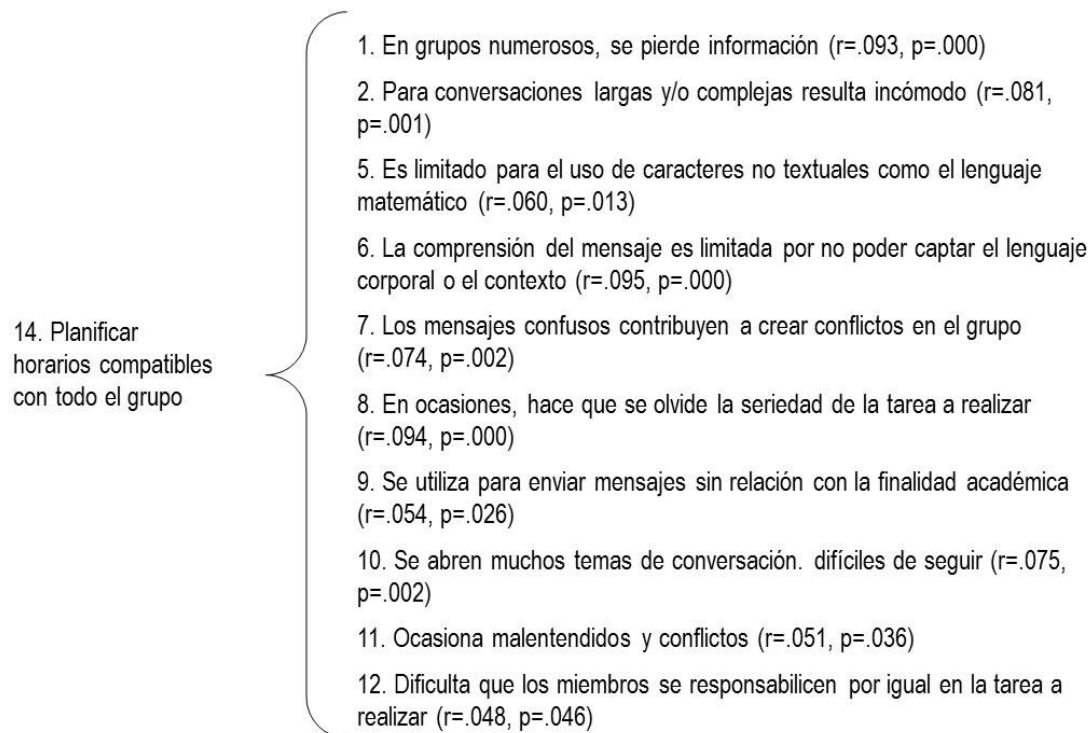 1. En grupos numerosos, se pierde información (r=.093, p=.000)
2. Para conversaciones largas y/o complejas resulta incómodo (r=.081,
p=.001)
5. Es limitado para el uso de caracteres no textuales como el lenguaje
matemático (r=.060, p=.013)
6. La comprensión del mensaje es limitada por no poder captar el lenguaje
corporal o el contexto (r=.095, p=.000)
14. Planificar
horarios compatibles
con todo el grupo
7. Los mensajes confusos contribuyen a crear conflictos en el grupo
(r=.074, p=.002)
8. En ocasiones, hace que se olvide la seriedad de la tarea a realizar
(r=.094, p=.000)
9. Se utiliza para enviar mensajes sin relación con la finalidad académica
(r=.054, p=.026)
10. Se abren muchos temas de conversación. difíciles de seguir (r=.075,
p=.002)
11. Ocasiona malentendidos y conflictos (r=.051, p=.036)
12. Dificulta que los miembros se responsabilicen por igual en la tarea a
realizar (r=.048, p=.046)